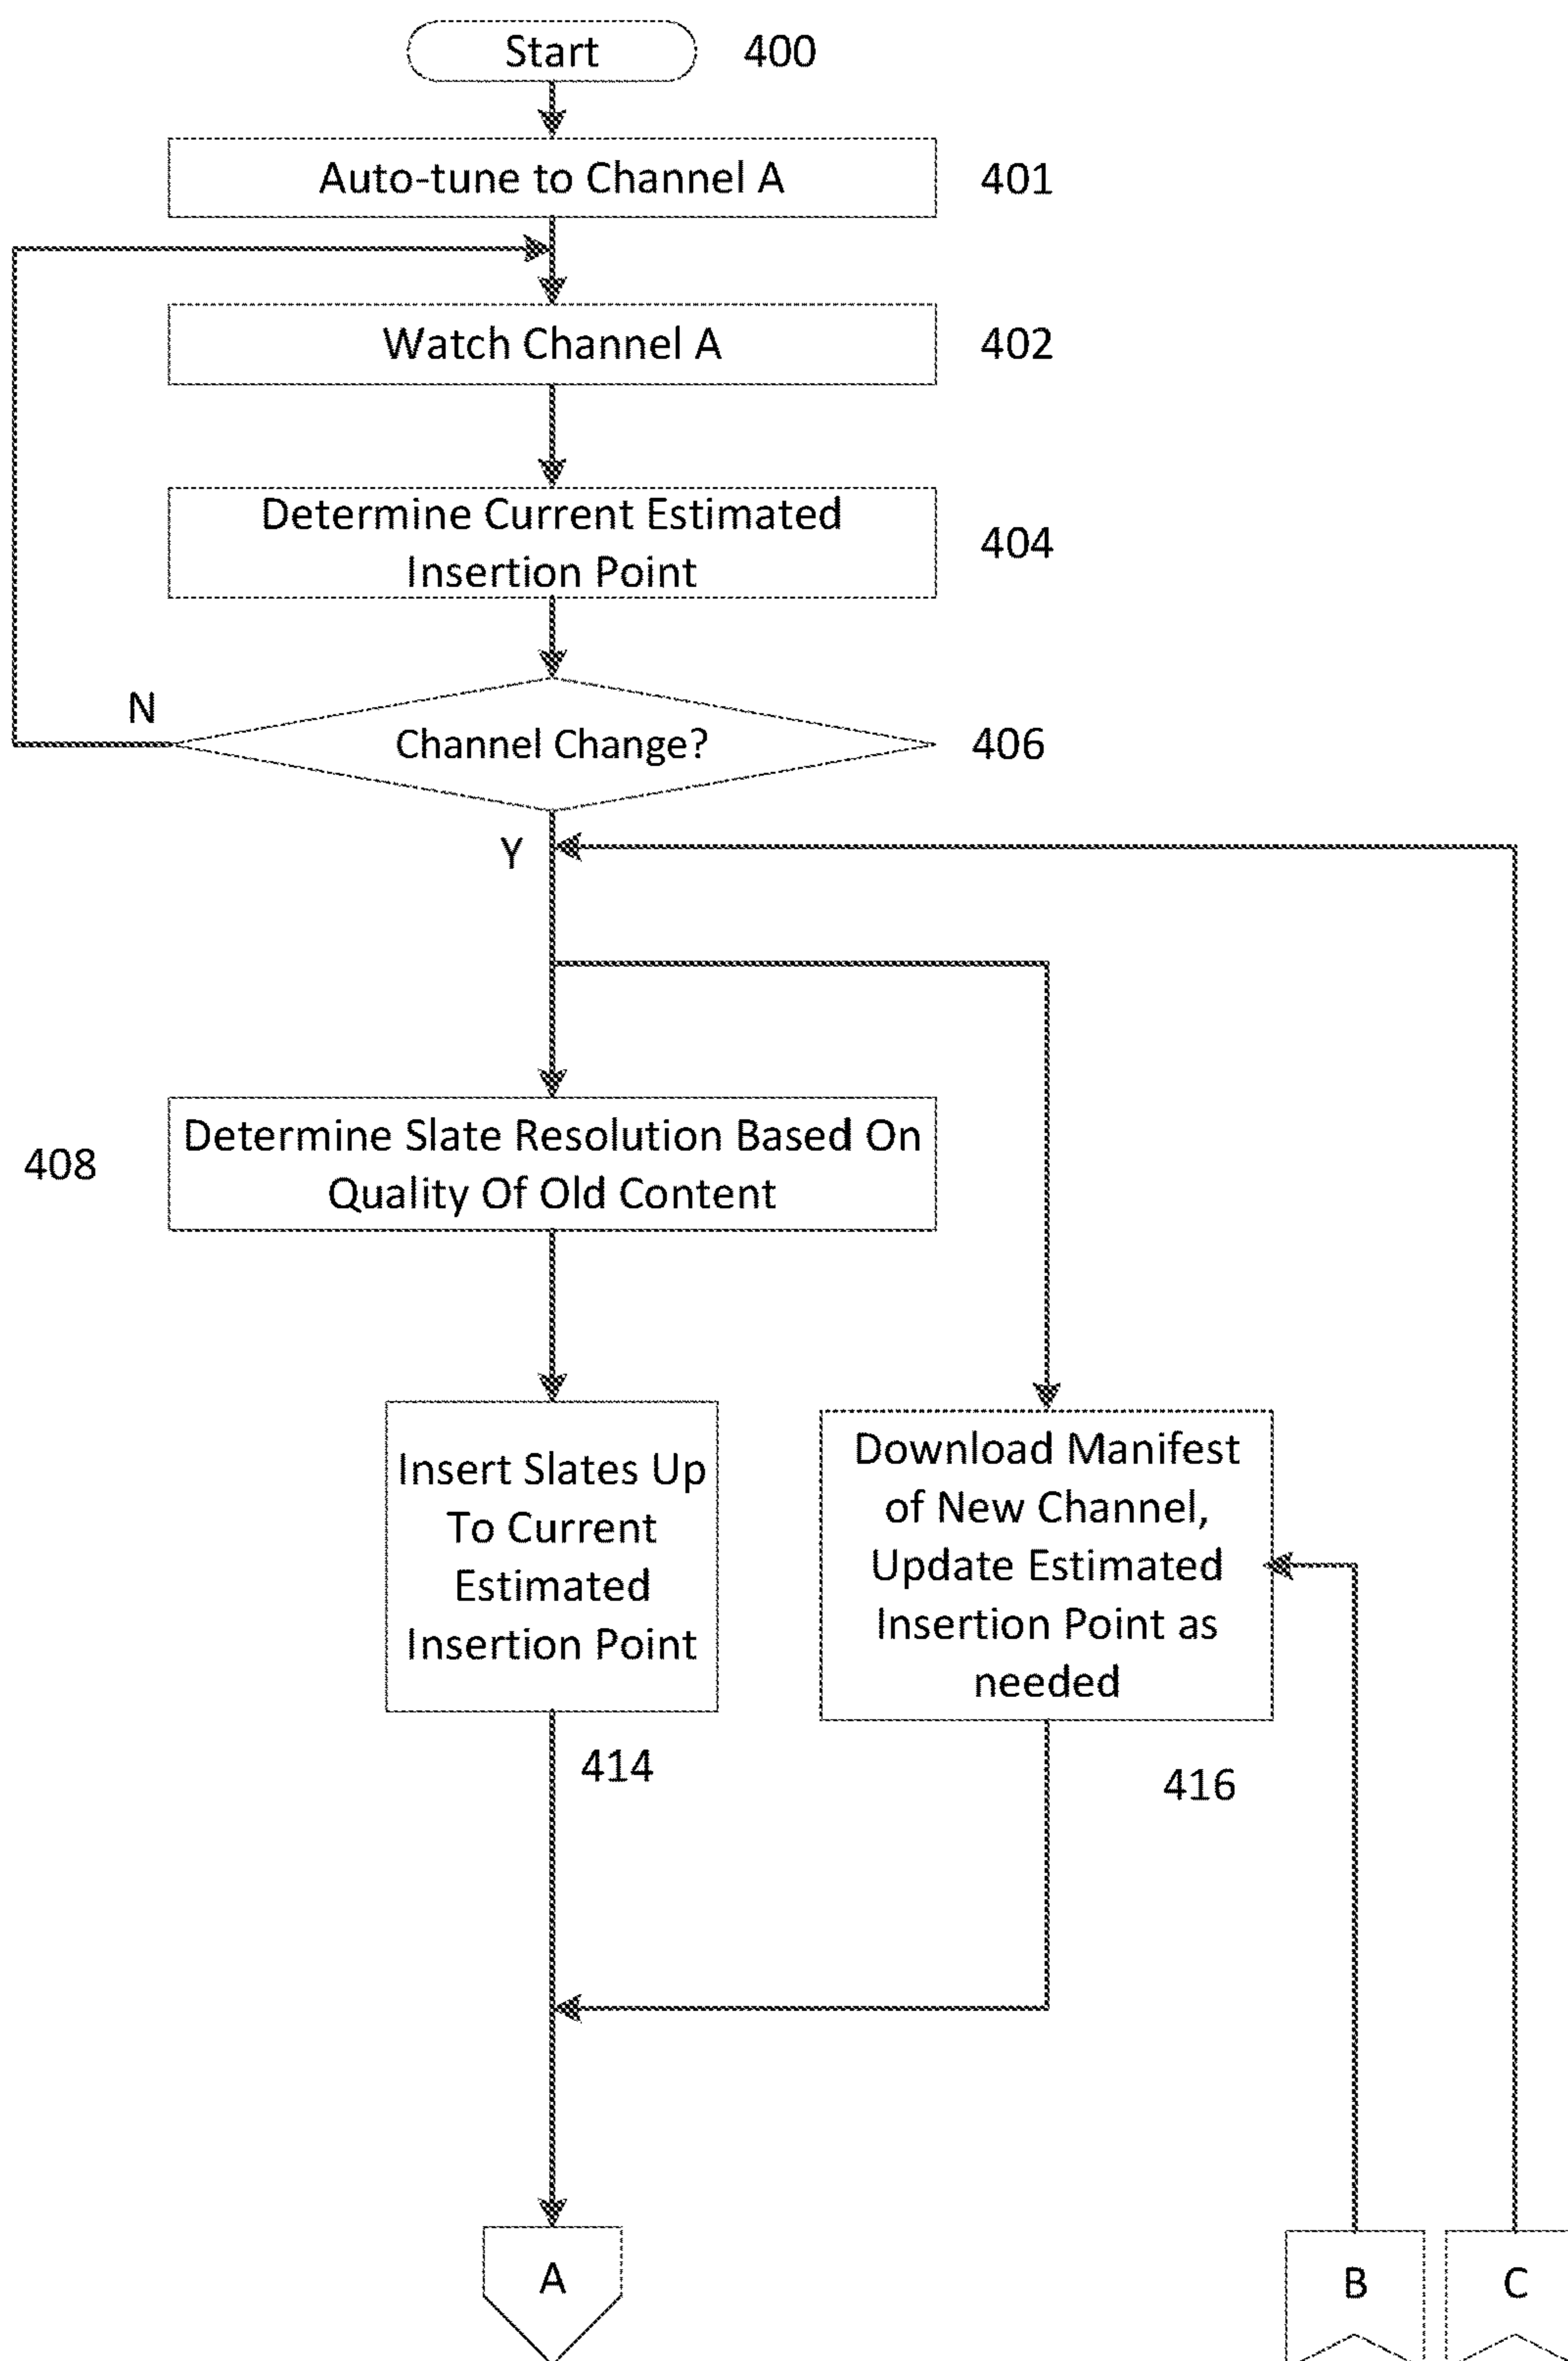 Start
400
Auto-tune to Channel A
401
Watch Channel A
402
Determine Current Estimated
Insertion Point
404
N
Channel Change?
406
Y
408
Determine Slate Resolution Based On
Quality Of Old Content
Insert Slates Up
To Current
Estimated
Insertion Point
414
Download Manifest
of New Channel,
Update Estimated
Insertion Point as
needed
416
A
B
C